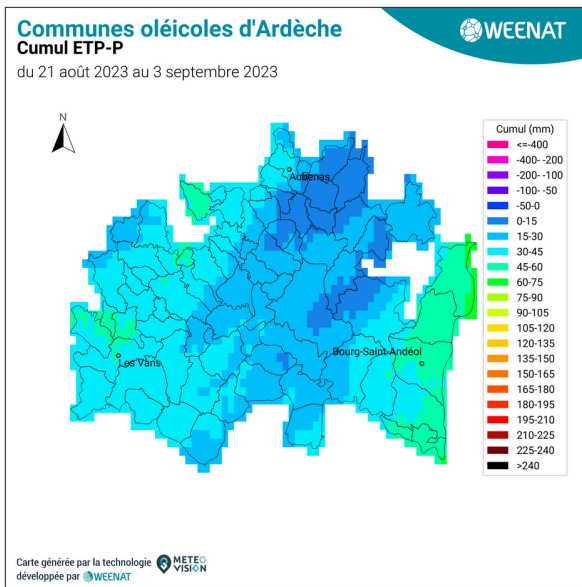 Communes oléicoles d'Ardèche
Cumul ETP-P
du 21 août 2023 au 3 septembre 2023
WEENAT
N
Aubenas
Les Vans
Bourg-Saint-Andéol
Cumul (mm)
<=-400
-400--200
-200--100
-100--50
-50-0
0-15
15-30
30-45
45-60
60-75
75-90
90-105
105-120
120-135
135-150
150-165
165-180
180-195
195-210
210-225
225-240
>240
Carte générée par la technologie METEO VISION
développée par WEENAT